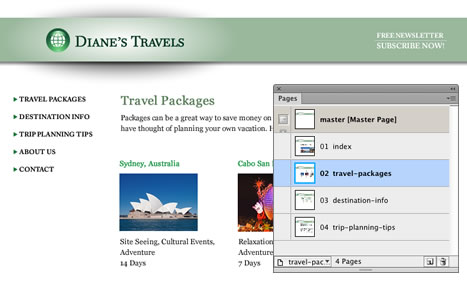 DIANE'S TRAVELS
FREE NEWSLETTER
SUBSCRIBE NOW!
TRAVEL PACKAGES
DESTINATION INFO
TRIP PLANNING TIPS
ABOUT US
CONTACT
Travel Packages
Packages can be a great way to save money on
have thought of planning your own vacation. H
Sydney, Australia
Cabo San
Site Seeing, Cultural Events,
Adventure
14 Days
Relaxation
Adventure
7 Days
Pages
master [Master Page]
01 index
02 travel-packages
03 destination-info
04 trip-planning-tips
travel-pac...
4 Pages